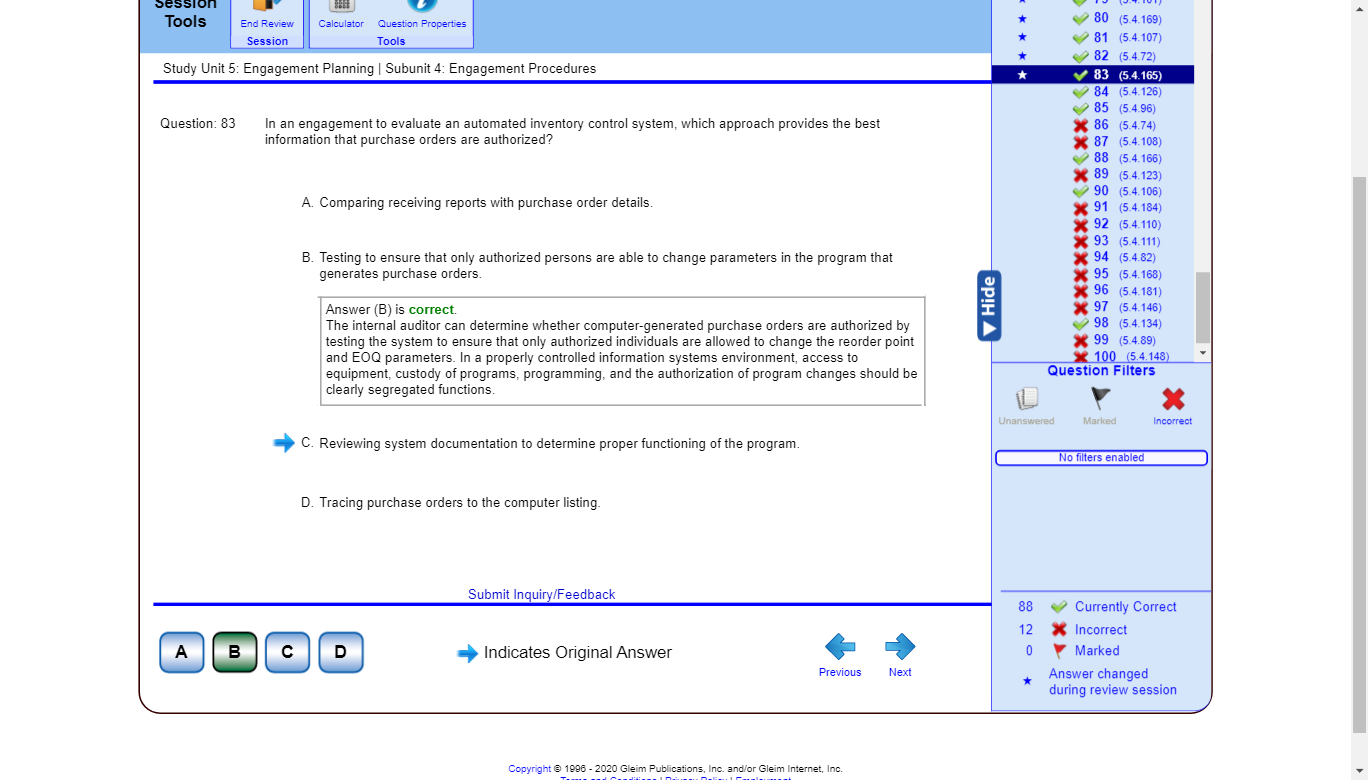 Session
Tools
End Review
Session
Calculator
Question Properties
Tools
Study Unit 5: Engagement Planning | Subunit 4: Engagement Procedures
Question: 83
In an engagement to evaluate an automated inventory control system, which approach provides the best
information that purchase orders are authorized?
A. Comparing receiving reports with purchase order details.
B. Testing to ensure that only authorized persons are able to change parameters in the program that
generates purchase orders.
Answer (B) is correct.
The internal auditor can determine whether computer-generated purchase orders are authorized by
testing the system to ensure that only authorized individuals are allowed to change the reorder point
and EOQ parameters. In a properly controlled information systems environment, access to
equipment, custody of programs, programming, and the authorization of program changes should be
clearly segregated functions.
C. Reviewing system documentation to determine proper functioning of the program.
D. Tracing purchase orders to the computer listing.
Submit Inquiry/Feedback
A
B
C
D
Indicates Original Answer
Previous
Next
80 (5.4.169)
81 (5.4.107)
82 (5.4.72)
83 (5.4.165)
84 (5.4.126)
85 (5.4.96)
86 (5.4.74)
87 (5.4.108)
88 (5.4.166)
89 (5.4.123)
90 (5.4.106)
91 (5.4.184)
92 (5.4.110)
93 (5.4.111)
94 (5.4.82)
95 (5.4.168)
96 (5.4.181)
97 (5.4.146)
98 (5.4.134)
99 (5.4.89)
100 (5.4.148)
Hide
Question Filters
Unanswered
Marked
Incorrect
No filters enabled
88 Currently Correct
12 Incorrect
0 Marked
Answer changed
during review session
Copyright © 1996 - 2020 Gleim Publications, Inc. and/or Gleim Internet, Inc.
Terms and Conditions | Privacy Policy | Employment